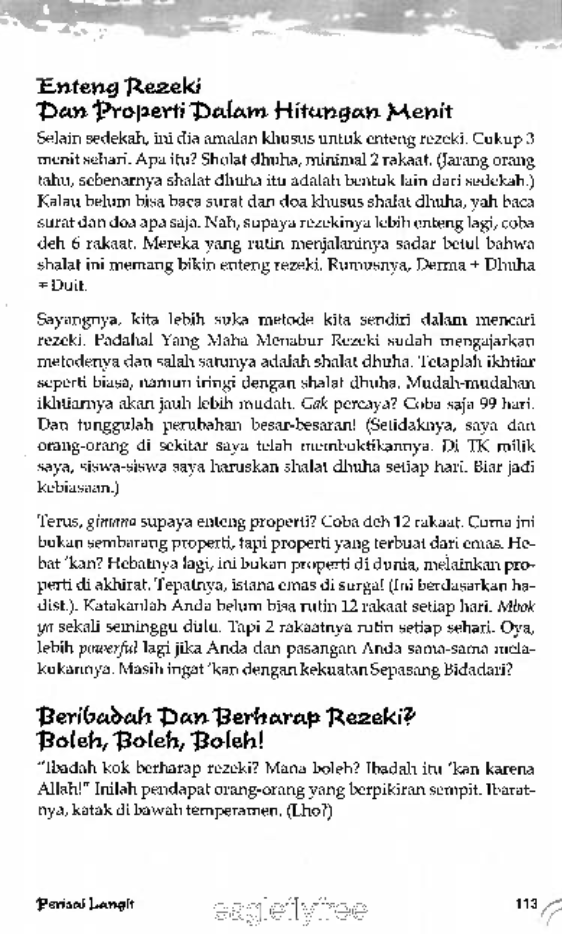 Enteng Rezeki
Dan Properti Dalam Hitungan Menit
Selain sedekah, ini dia amalan khusus untuk enteng rezeki. Cukup 3
menit sehari. Apa itu? Shalat dhuha, minimal 2 rakaat. (Jarang orang
tahu, sebenarnya shalat dhuha itu adalah bentuk lain dari sedekah.)
Kalau belum bisa baca surat dan doa khusus shalat dhuha, yah baca
surat dan doa apa saja. Nah, supaya rezekinya lebih enteng lagi, coba
deh 6 rakaat. Mereka yang rutin menjalaninya sadar betul bahwa
shalat ini memang bikin enteng rezeki. Rumusnya, Derma + Dhuha
= Duit.
Sayangnya, kita lebih suka metode kita sendiri dalam mencari
rezeki. Padahal Yang Maha Menabur Rezeki sudah mengajarkan
metodenya dan salah satunya adalah shalat dhuha. Tetaplah ikhtiar
seperti biasa, namun iringi dengan shalat dhuha. Mudah-mudahan
ikhtiarnya akan jauh lebih mudah. Gak percaya? Coba saja 99 hari.
Dan tunggulah perubahan besar-besaran! (Setidaknya, saya dan
orang-orang di sekitar saya telah membuktikannya. Di TK milik
saya, siswa-siswa saya haruskan shalat dhuha setiap hari. Biar jadi
kebiasaan.)
Terus, gimana supaya enteng properti? Coba deh 12 rakaat. Cuma ini
bukan sembarang properti, tapi properti yang terbuat dari emas. He-
bat 'kan? Hebatnya lagi, ini bukan properti di dunia, melainkan pro-
perti di akhirat. Tepatnya, istana emas di surga! (Ini berdasarkan ha-
dist.). Katakanlah Anda belum bisa rutin 12 rakaat setiap hari. Mbok
ya sekali seminggu dulu. Tapi 2 rakaatnya rutin setiap sehari. Oya,
lebih powerful lagi jika Anda dan pasangan Anda sama-sama mela-
kukannya. Masih ingat 'kan dengan kekuatan Sepasang Bidadari?
Beribadah Dan Berharap Rezeki?
Boleh, Boleh, Boleh!
"Ibadah kok berharap rezeki? Mana boleh? Ibadah itu 'kan karena
Allah!" Inilah pendapat orang-orang yang berpikiran sempit. Ibarat-
nya, katak di bawah temperamen. (Lho?)
Perisai Langit
eagleflyfree
113